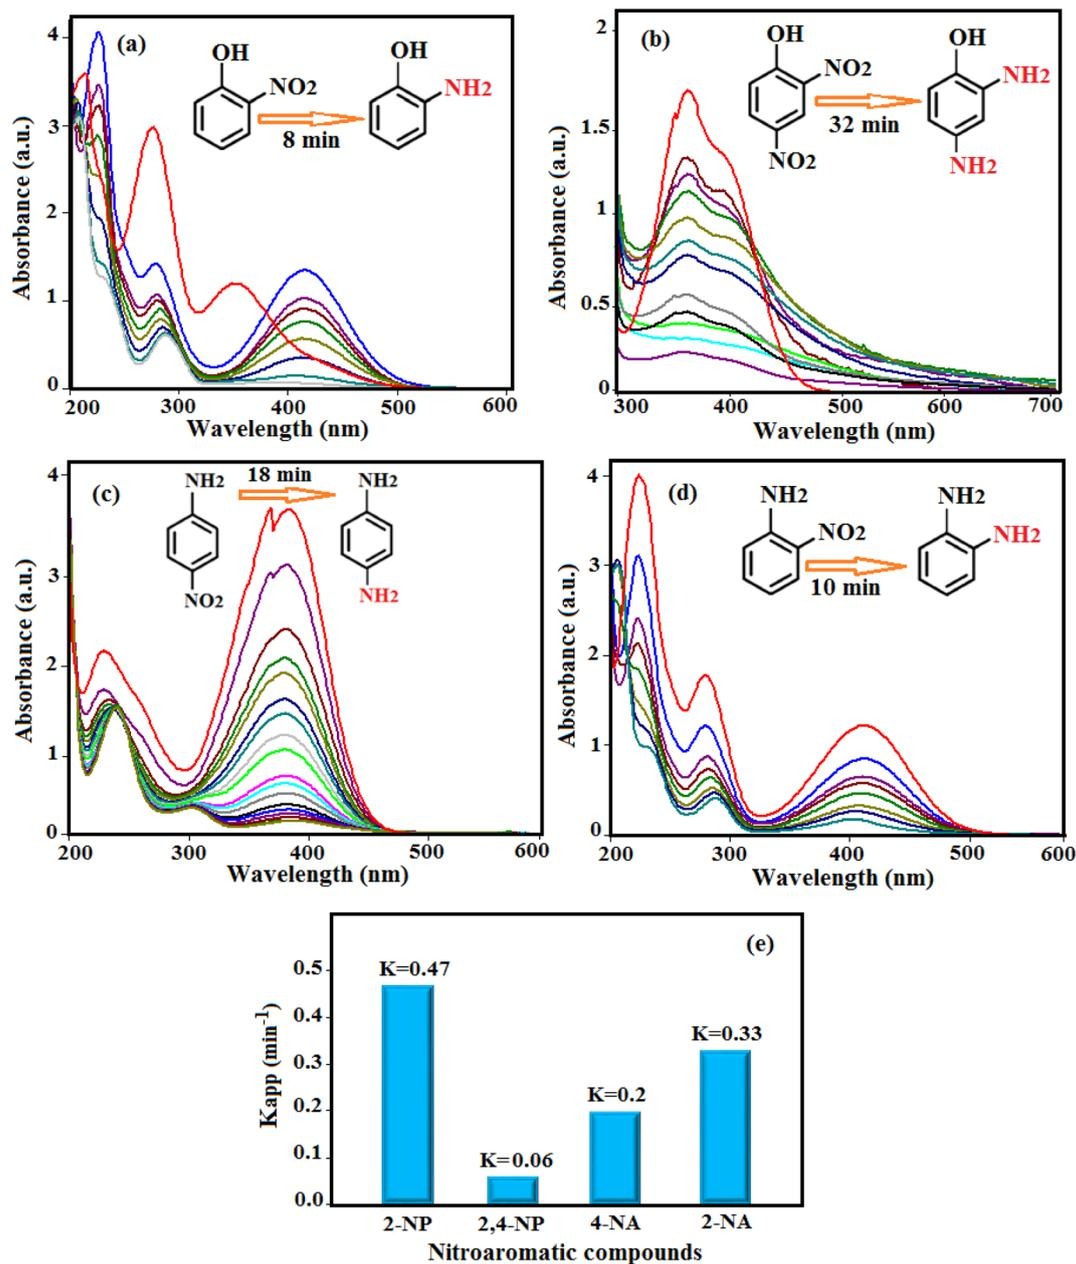 (a)
OH
NO2
8 min
OH
NH2
4
3
2
1
0
Absorbance (a.u.)
200 300 400 500 600
Wavelength (nm)
(b)
OH
NO2
NO2
32 min
OH
NH2
NH2
2
1.5
1
0.5
0
Absorbance (a.u.)
300 400 500 600 700
Wavelength (nm)
(c)
NH2
NO2
18 min
NH2
NH2
4
3
2
1
0
Absorbance (a.u.)
200 300 400 500 600
Wavelength (nm)
(d)
NH2
NO2
10 min
NH2
NH2
4
3
2
1
0
Absorbance (a.u.)
200 300 400 500 600
Wavelength (nm)
(e)
0.5
0.4
0.3
0.2
0.1
0.0
Kapp (min-1)
K=0.47
K=0.06
K=0.2
K=0.33
2-NP 2,4-NP 4-NA 2-NA
Nitroaromatic compounds